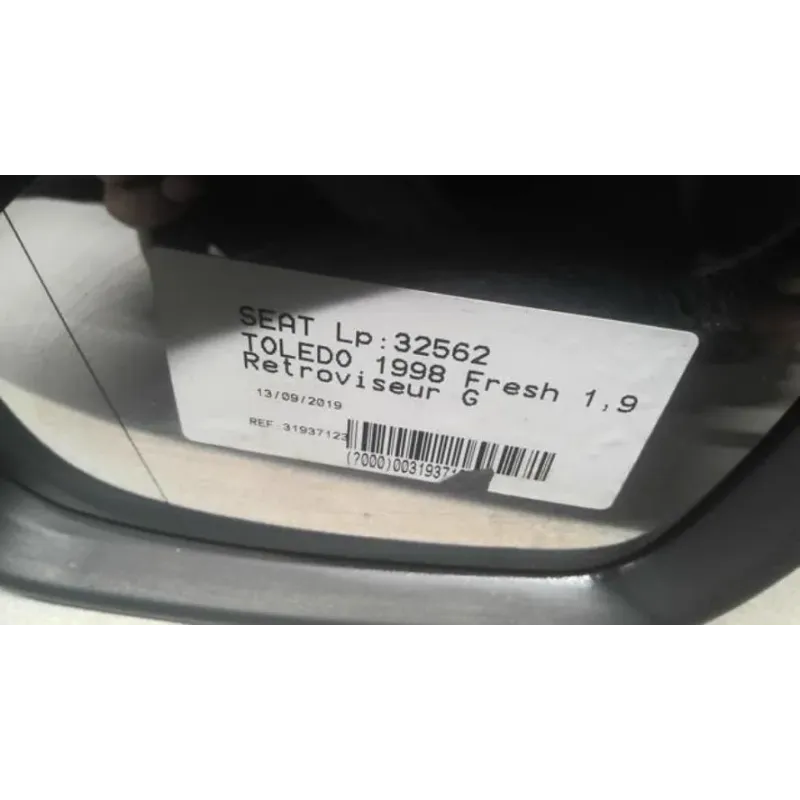 SEAT Lp:32562
TOLEDO 1998 Fresh 1,9
Retroviseur G
13/09/2019
REF 31937123